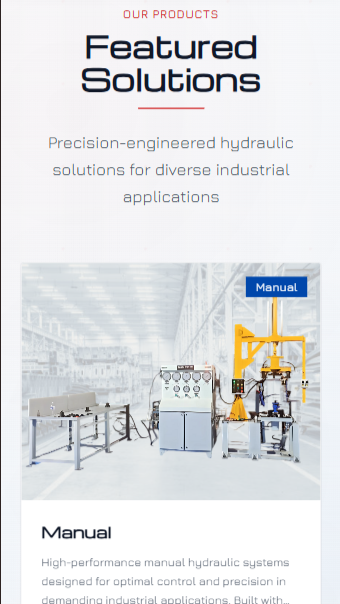 OUR PRODUCTS
Featured
Solutions
Precision-engineered hydraulic
solutions for diverse industrial
applications
Manual
Manual
High-performance manual hydraulic systems
designed for optimal control and precision in
demanding industrial applications. Built with...